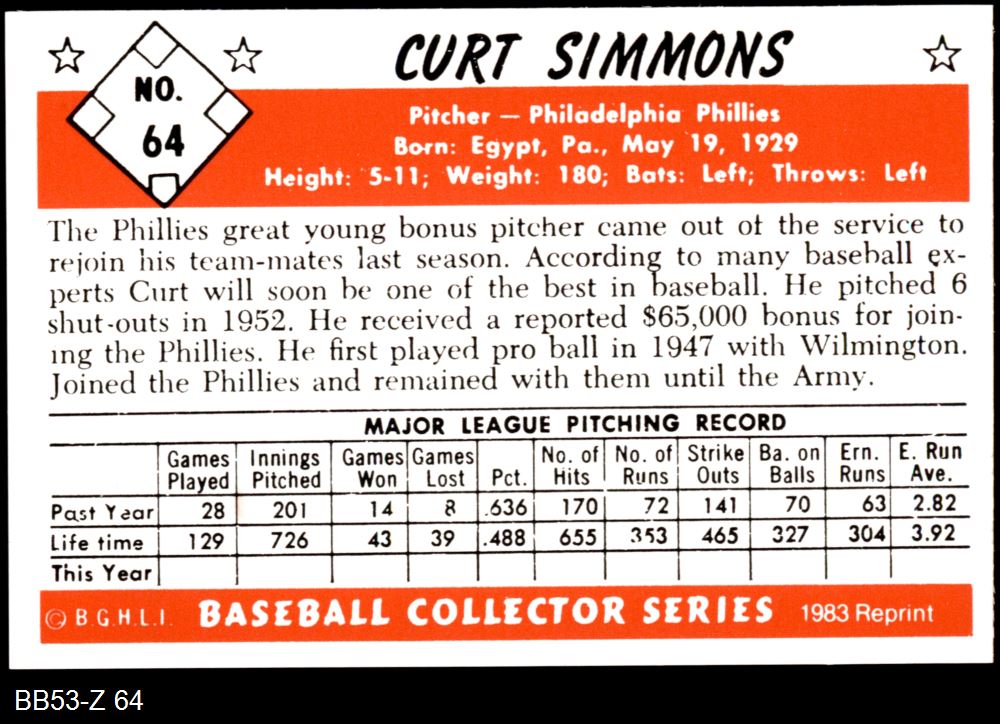 CURT SIMMONS
NO.
64
Pitcher — Philadelphia Phillies
Born: Egypt, Pa., May 19, 1929
Height: 5-11; Weight: 180; Bats: Left; Throws: Left
The Phillies great young bonus pitcher came out of the service to
rejoin his team-mates last season. According to many baseball ex-
perts Curt will soon be one of the best in baseball. He pitched 6
shut-outs in 1952. He received a reported $65,000 bonus for join-
ing the Phillies. He first played pro ball in 1947 with Wilmington.
Joined the Phillies and remained with them until the Army.
MAJOR LEAGUE PITCHING RECORD
Games Played Innings Pitched Games Won Games Lost Pct. No. of Hits No. of Runs Strike Outs Ba. on Balls Ern. Runs E. Run Ave.
Past Year 28 201 14 8 .636 170 72 141 70 63 2.82
Life time 129 726 43 39 .488 655 353 465 327 304 3.92
This Year
© B.G.H.L.I. BASEBALL COLLECTOR SERIES 1983 Reprint
BB53-Z 64